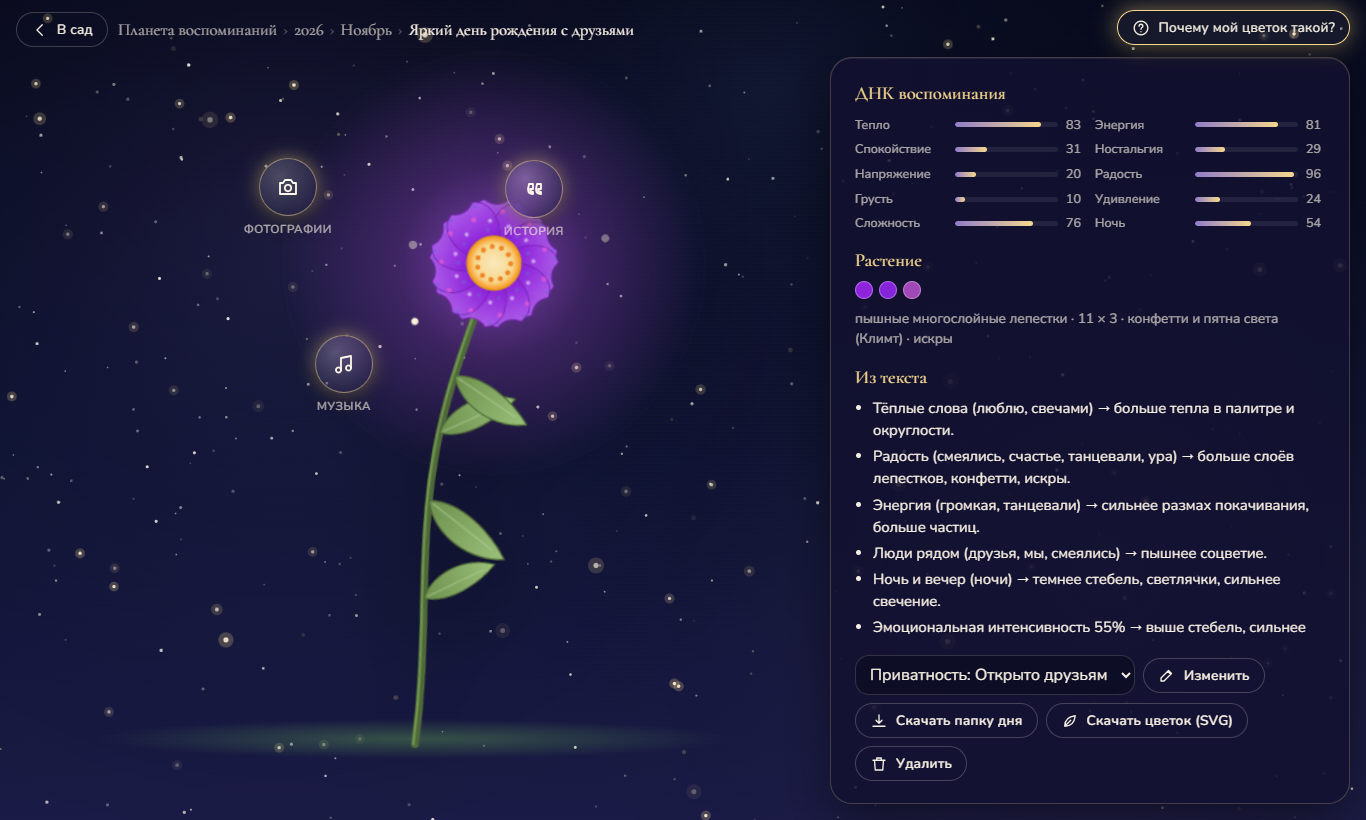 В сад
Планета воспоминаний › 2026 › Ноябрь › Яркий день рождения с друзьями
Почему мой цветок такой?
ФОТОГРАФИИ
ИСТОРИЯ
МУЗЫКА
ДНК воспоминания
Тепло 83 Энергия 81
Спокойствие 31 Ностальгия 29
Напряжение 20 Радость 96
Грусть 10 Удивление 24
Сложность 76 Ночь 54
Растение
пышные многослойные лепестки · 11 × 3 · конфетти и пятна света
(Климт) · искры
Из текста
• Тёплые слова (люблю, свечами) → больше тепла в палитре и
округлости.
• Радость (смеялись, счастье, танцевали, ура) → больше слоёв
лепестков, конфетти, искры.
• Энергия (громкая, танцевали) → сильнее размах покачивания,
больше частиц.
• Люди рядом (друзья, мы, смеялись) → пышнее соцветие.
• Ночь и вечер (ночи) → темнее стебель, светлячки, сильнее
свечение.
• Эмоциональная интенсивность 55% → выше стебель, сильнее
Приватность: Открыто друзьям
Изменить
Скачать папку дня
Скачать цветок (SVG)
Удалить